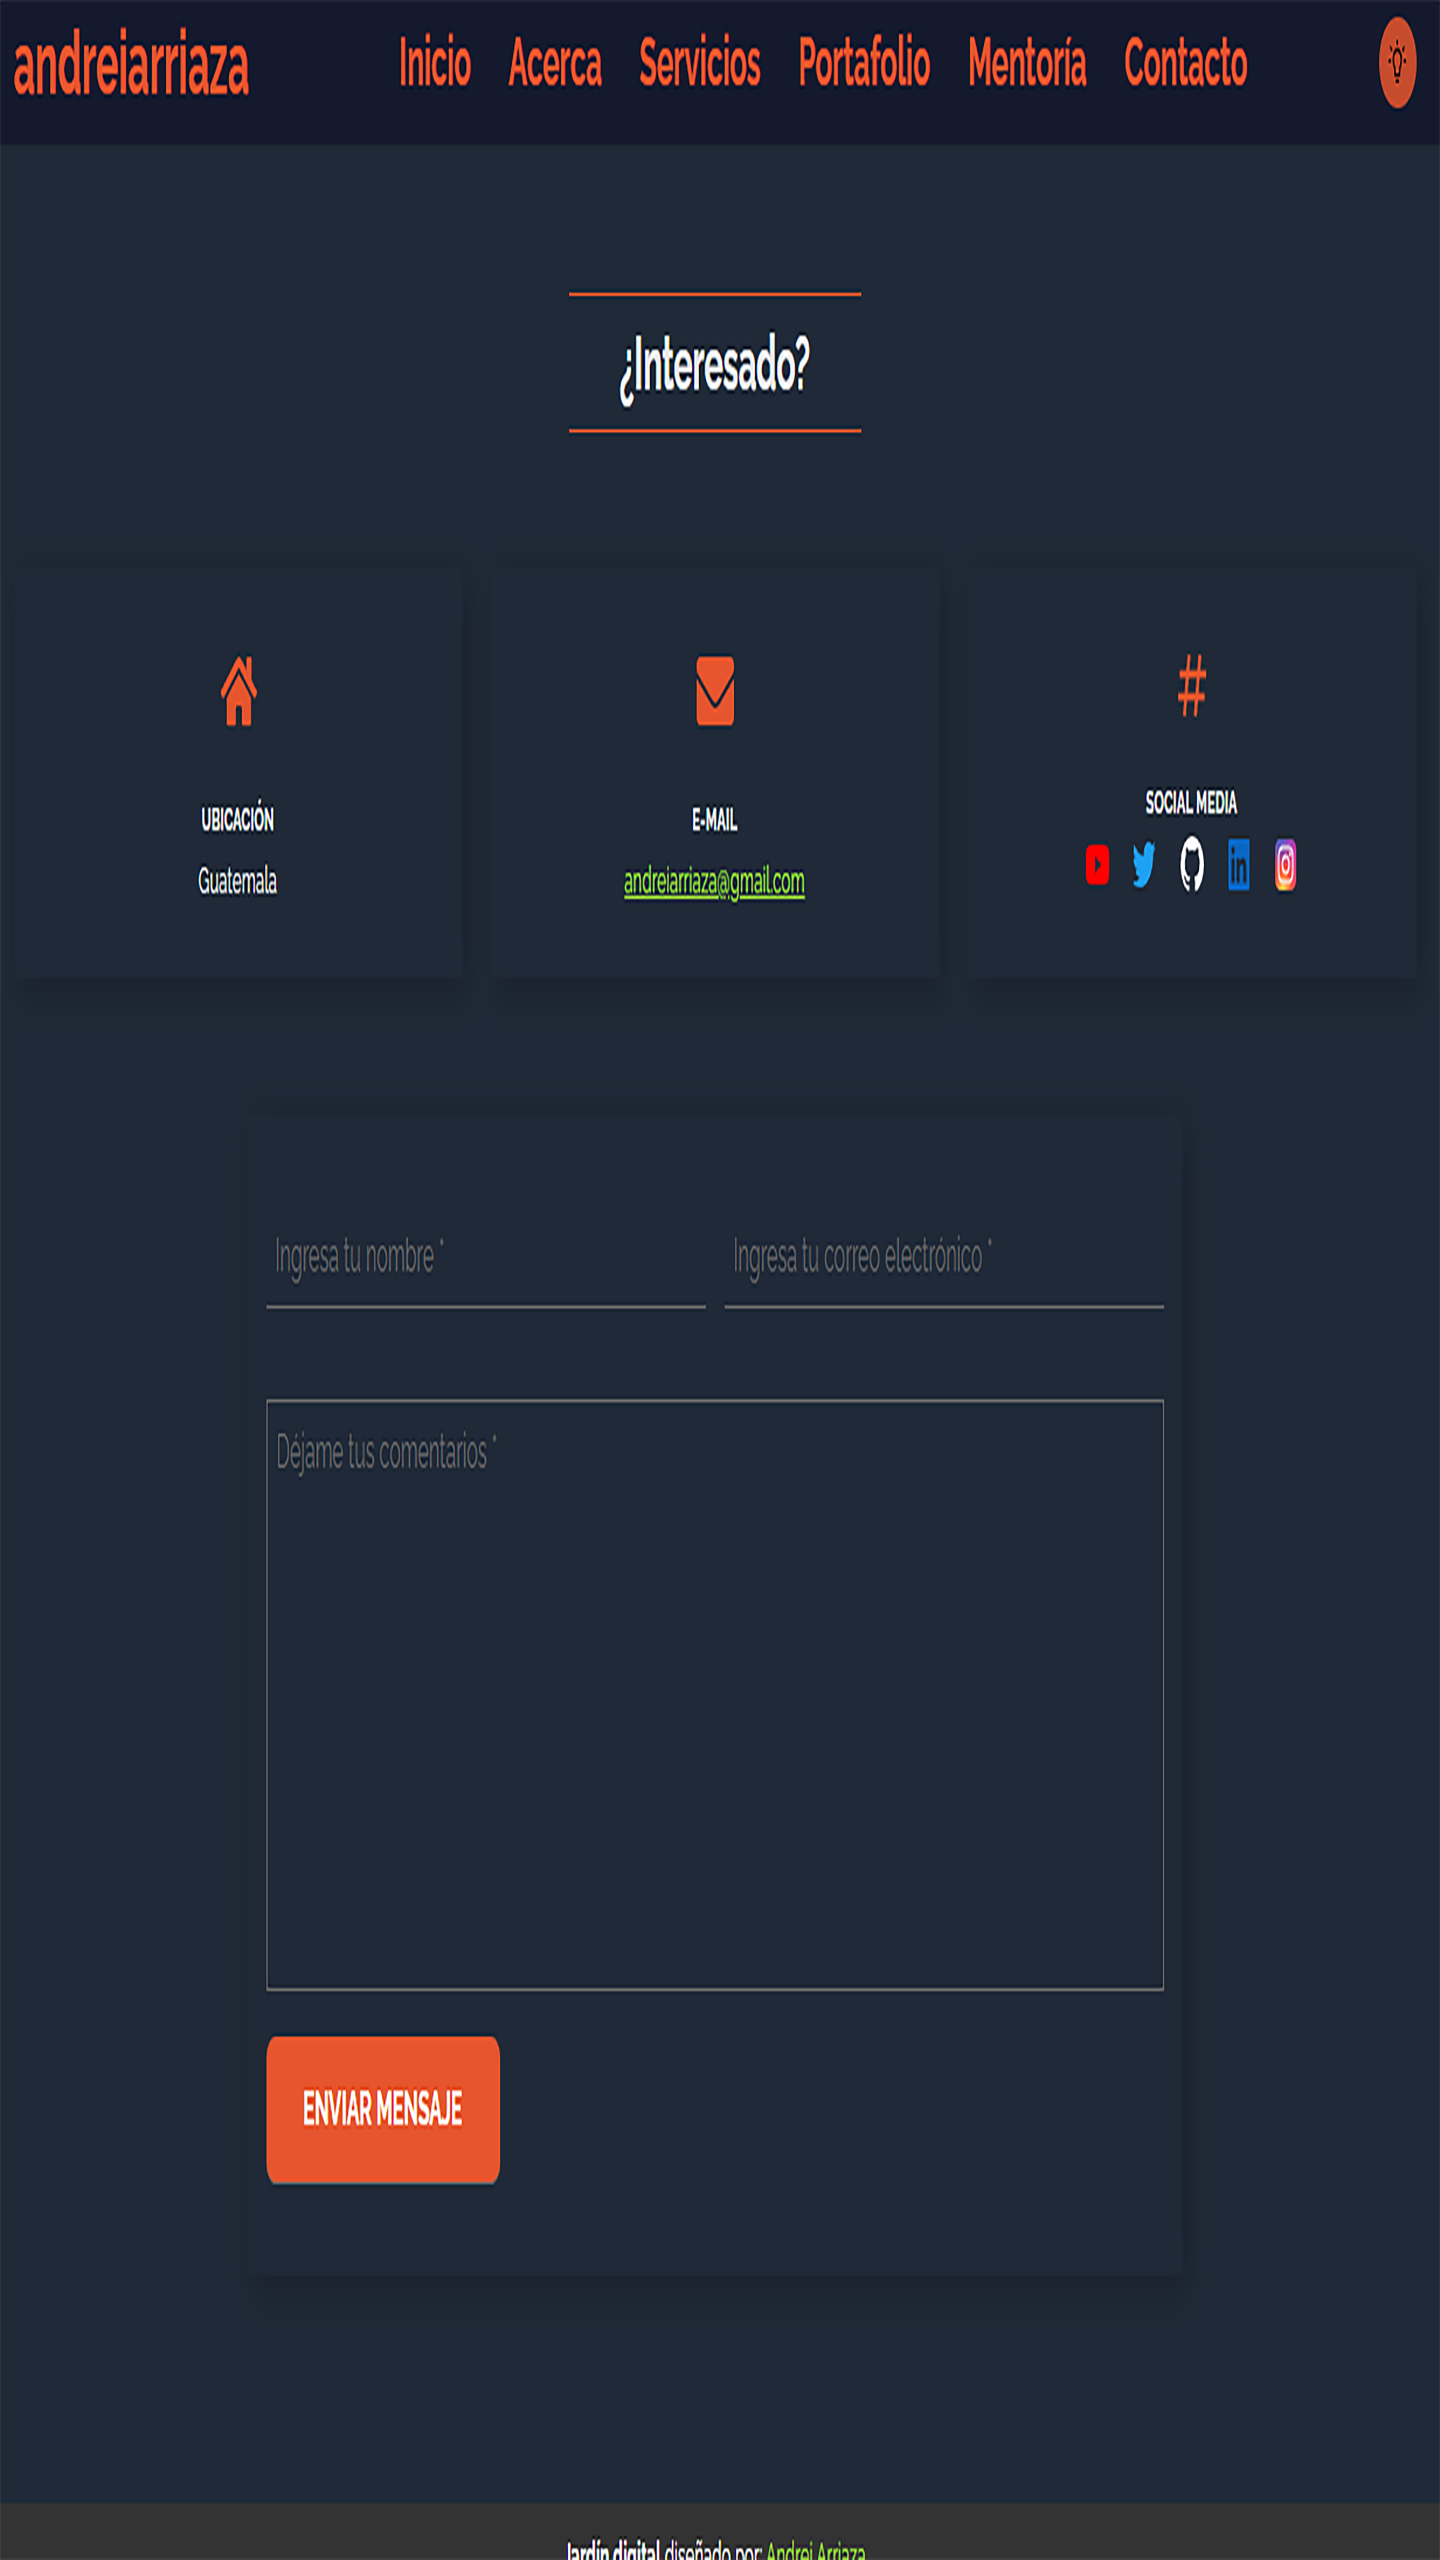 andreiarriaza Inicio Acerca Servicios Portafolio Mentoría Contacto
¿Interesado?
UBICACIÓN
Guatemala
E-MAIL
andreiarriaza@gmail.com
#
SOCIAL MEDIA
in
Ingresa tu nombre *
Ingresa tu correo electrónico *
Déjame tus comentarios *
ENVIAR MENSAJE
Jardín digital diseñado por: Andrei Arriaza